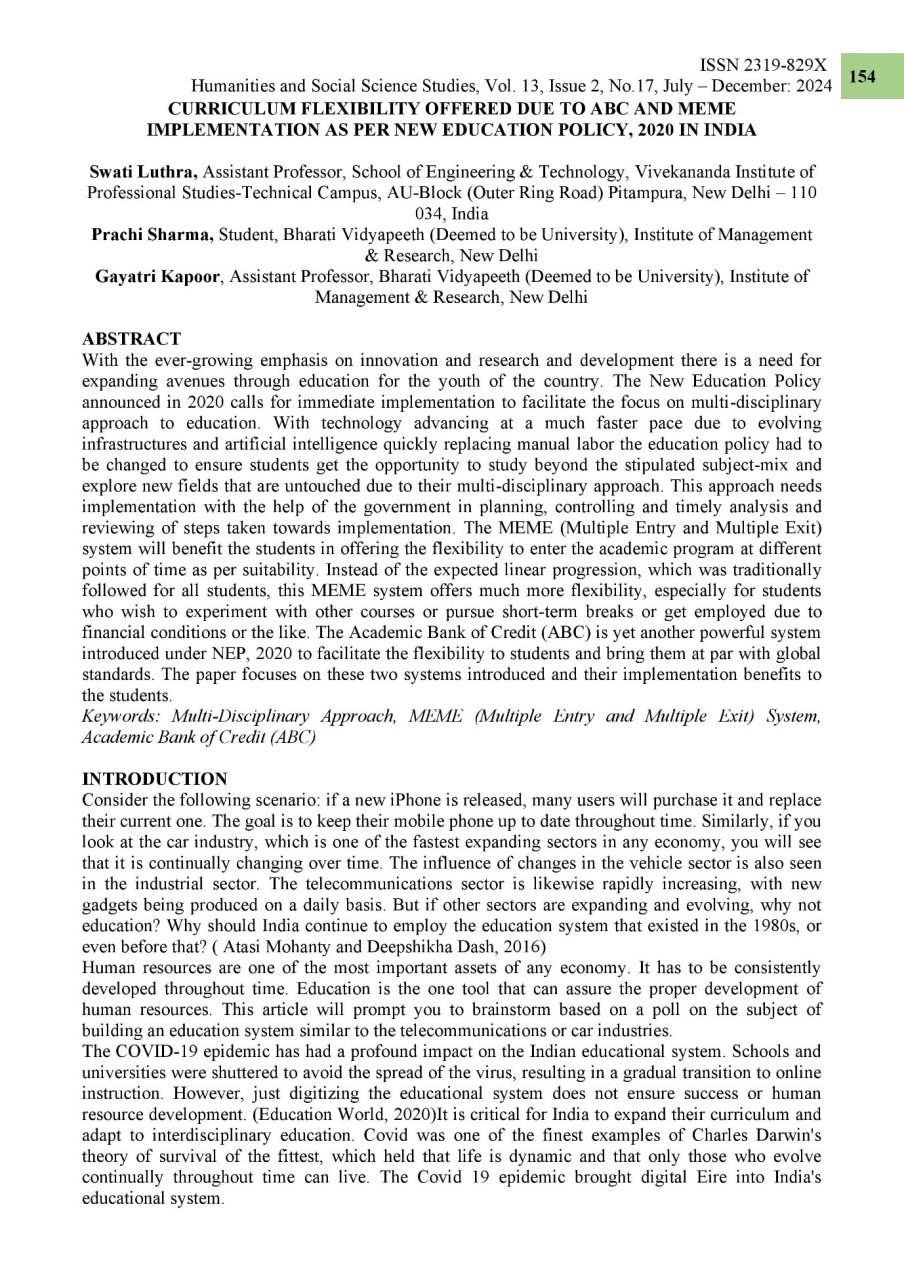 ISSN 2319-829X
154
Humanities and Social Science Studies, Vol. 13, Issue 2, No.17, July – December: 2024
CURRICULUM FLEXIBILITY OFFERED DUE TO ABC AND MEME
IMPLEMENTATION AS PER NEW EDUCATION POLICY, 2020 IN INDIA
Swati Luthra, Assistant Professor, School of Engineering & Technology, Vivekananda Institute of
Professional Studies-Technical Campus, AU-Block (Outer Ring Road) Pitampura, New Delhi – 110
034, India
Prachi Sharma, Student, Bharati Vidyapeeth (Deemed to be University), Institute of Management
& Research, New Delhi
Gayatri Kapoor, Assistant Professor, Bharati Vidyapeeth (Deemed to be University), Institute of
Management & Research, New Delhi
ABSTRACT
With the ever-growing emphasis on innovation and research and development there is a need for
expanding avenues through education for the youth of the country. The New Education Policy
announced in 2020 calls for immediate implementation to facilitate the focus on multi-disciplinary
approach to education. With technology advancing at a much faster pace due to evolving
infrastructures and artificial intelligence quickly replacing manual labor the education policy had to
be changed to ensure students get the opportunity to study beyond the stipulated subject-mix and
explore new fields that are untouched due to their multi-disciplinary approach. This approach needs
implementation with the help of the government in planning, controlling and timely analysis and
reviewing of steps taken towards implementation. The MEME (Multiple Entry and Multiple Exit)
system will benefit the students in offering the flexibility to enter the academic program at different
points of time as per suitability. Instead of the expected linear progression, which was traditionally
followed for all students, this MEME system offers much more flexibility, especially for students
who wish to experiment with other courses or pursue short-term breaks or get employed due to
financial conditions or the like. The Academic Bank of Credit (ABC) is yet another powerful system
introduced under NEP, 2020 to facilitate the flexibility to students and bring them at par with global
standards. The paper focuses on these two systems introduced and their implementation benefits to
the students.
Keywords: Multi-Disciplinary Approach, MEME (Multiple Entry and Multiple Exit) System,
Academic Bank of Credit (ABC)
INTRODUCTION
Consider the following scenario: if a new iPhone is released, many users will purchase it and replace
their current one. The goal is to keep their mobile phone up to date throughout time. Similarly, if you
look at the car industry, which is one of the fastest expanding sectors in any economy, you will see
that it is continually changing over time. The influence of changes in the vehicle sector is also seen
in the industrial sector. The telecommunications sector is likewise rapidly increasing, with new
gadgets being produced on a daily basis. But if other sectors are expanding and evolving, why not
education? Why should India continue to employ the education system that existed in the 1980s, or
even before that? ( Atasi Mohanty and Deepshikha Dash, 2016)
Human resources are one of the most important assets of any economy. It has to be consistently
developed throughout time. Education is the one tool that can assure the proper development of
human resources. This article will prompt you to brainstorm based on a poll on the subject of
building an education system similar to the telecommunications or car industries.
The COVID-19 epidemic has had a profound impact on the Indian educational system. Schools and
universities were shuttered to avoid the spread of the virus, resulting in a gradual transition to online
instruction. However, just digitizing the educational system does not ensure success or human
resource development. (Education World, 2020)It is critical for India to expand their curriculum and
adapt to interdisciplinary education. Covid was one of the finest examples of Charles Darwin's
theory of survival of the fittest, which held that life is dynamic and that only those who evolve
continually throughout time can live. The Covid 19 epidemic brought digital Eire into India's
educational system.